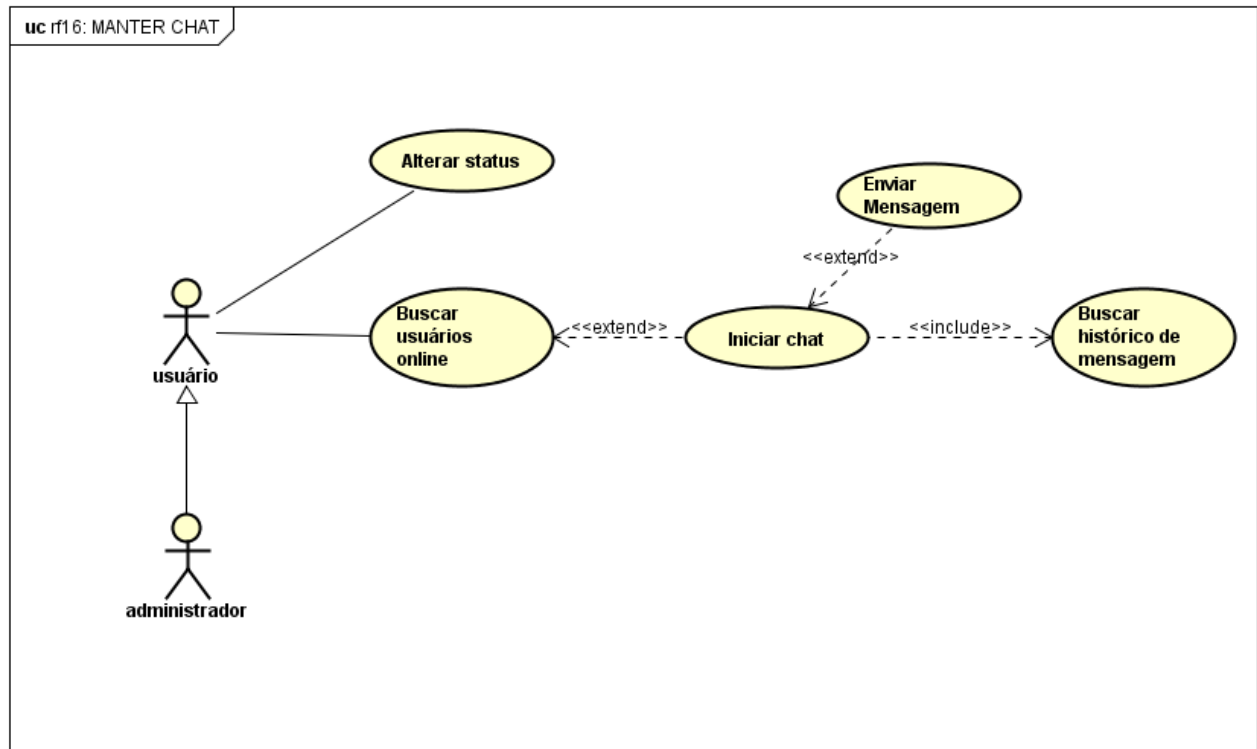 uc rf16: MANTER CHAT
Alterar status
Enviar
Mensagem
<<extend>>
Buscar
usuários
online
<<extend>>
Iniciar chat
<<include>>
Buscar
histórico de
mensagem
usuário
administrador